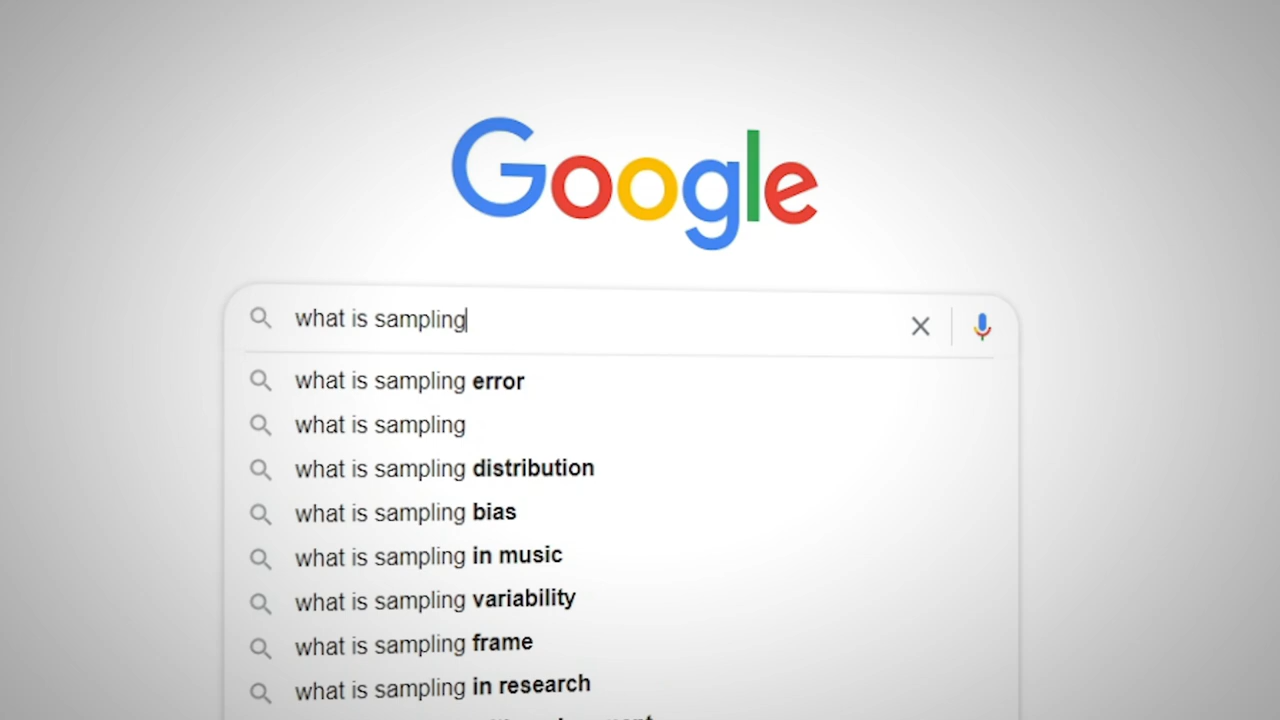 Google
what is sampling
what is sampling error
what is sampling
what is sampling distribution
what is sampling bias
what is sampling in music
what is sampling variability
what is sampling frame
what is sampling in research